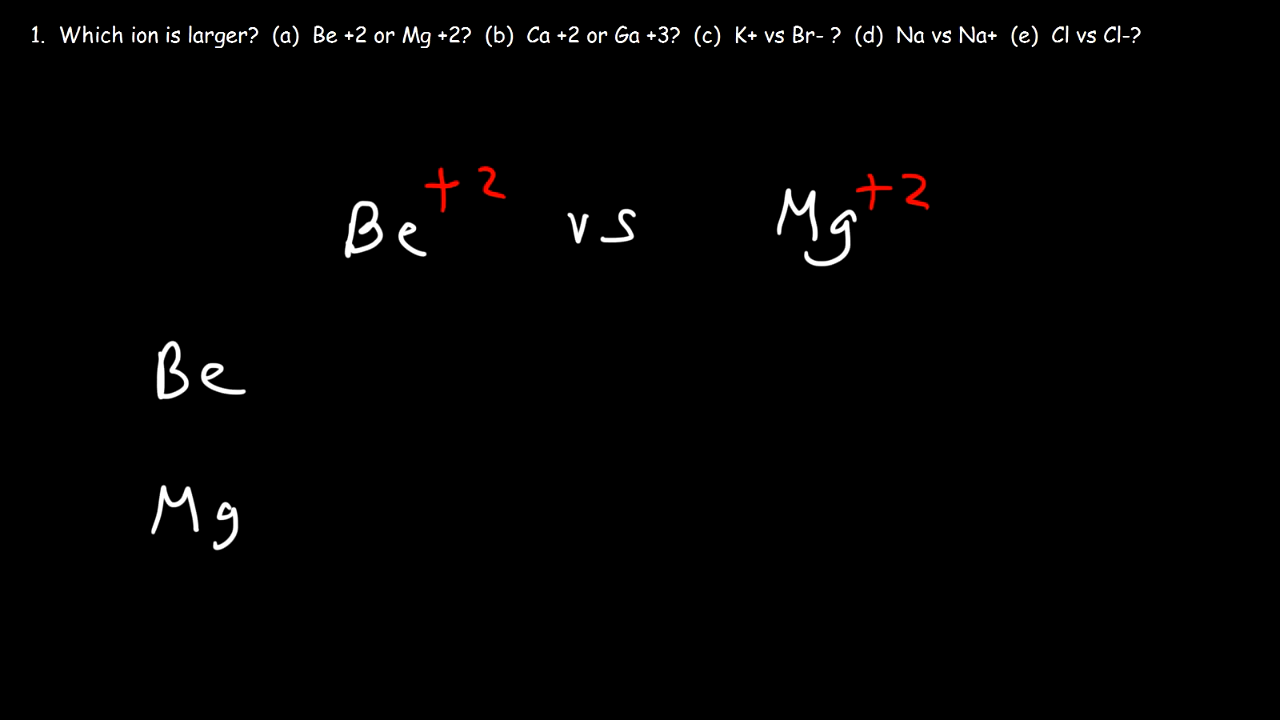 1. Which ion is larger? (a) Be +2 or Mg +2? (b) Ca +2 or Ga +3? (c) K+ vs Br- ? (d) Na vs Na+ (e) Cl vs Cl-?
Be +2 vs Mg +2
Be
Mg